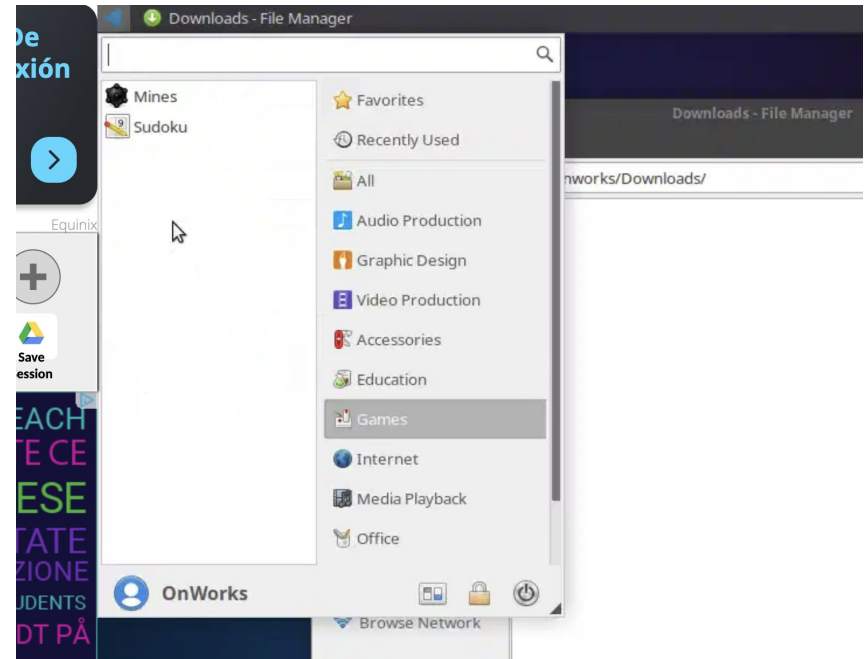 Downloads - File Manager
De
xión
Equinix
Save
ession
EACH
TE CE
ESE
TATE
ZIONE
UDENTS
DT PÅ
Mines
9
Sudoku
Favorites
Recently Used
All
Audio Production
Graphic Design
Video Production
Accessories
Education
Games
Internet
Media Playback
Office
OnWorks
Browse Network
Downloads - File Manager
nworks/Downloads/